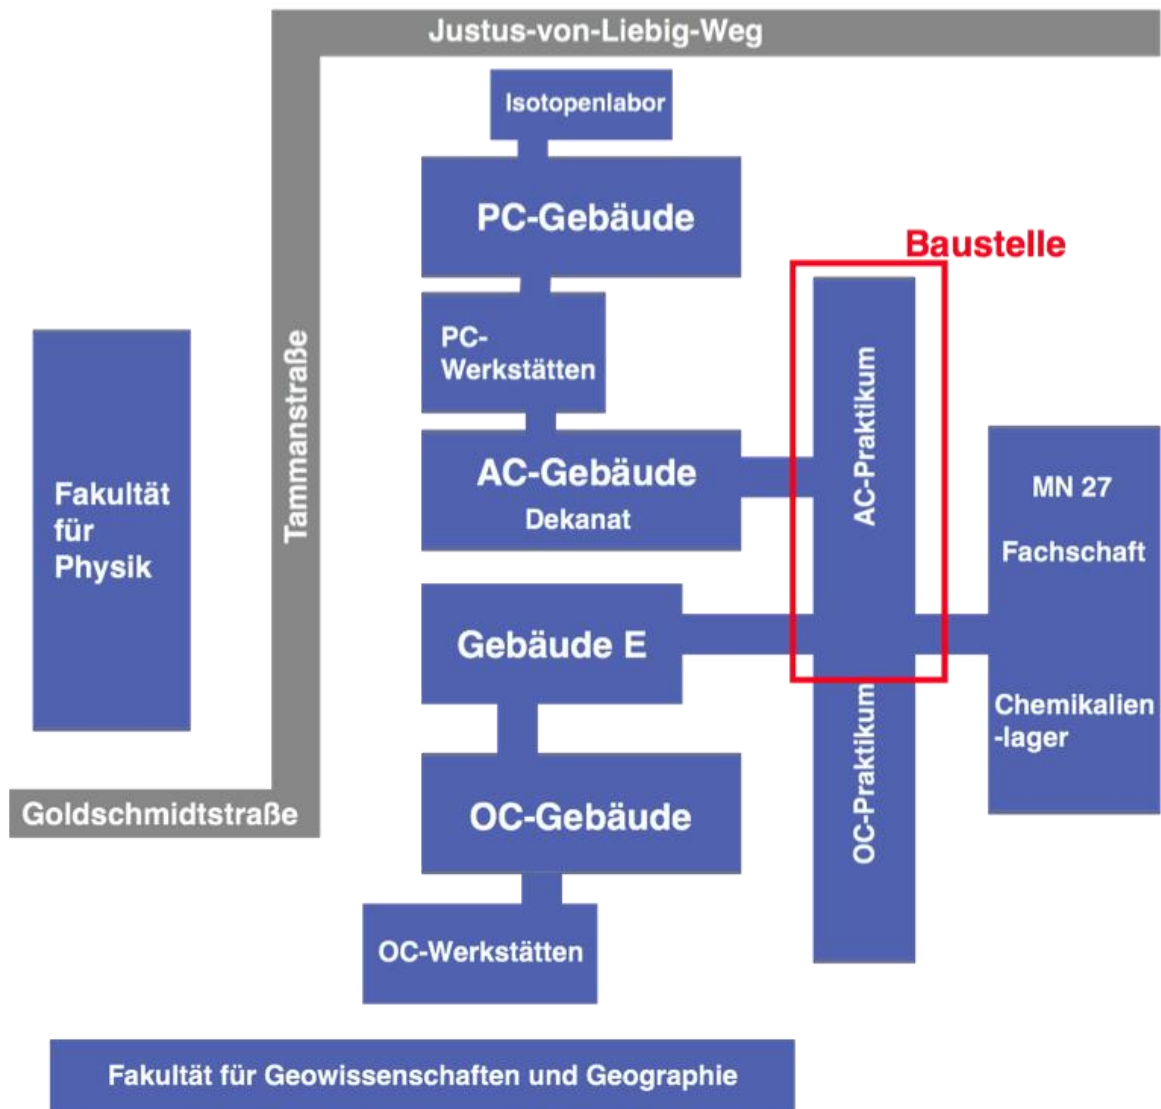 Justus-von-Liebig-Weg
Isotopenlabor
PC-Gebäude
Baustelle
PC-
Werkstätten
Tammanstraße
AC-Praktikum
Fakultät
für
Physik
AC-Gebäude
Dekanat
MN 27
Fachschaft
Gebäude E
Chemikalien
-lager
OC-Praktikum
Goldschmidtstraße
OC-Gebäude
OC-Werkstätten
Fakultät für Geowissenschaften und Geographie